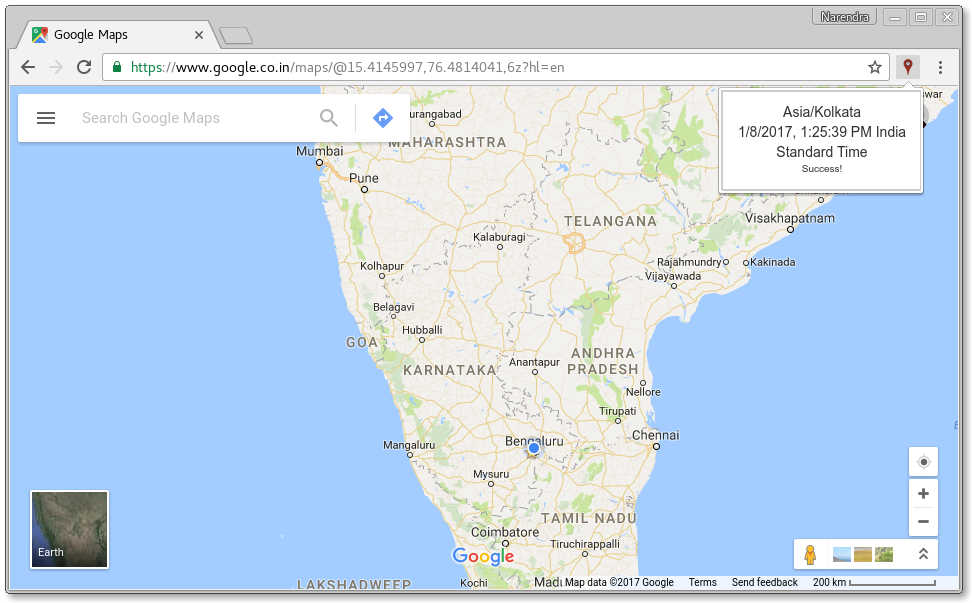 Narendra
Google Maps
https://www.google.co.in/maps/@15.4145997,76.4814041,6z?hl=en
Search Google Maps
Asia/Kolkata
1/8/2017, 1:25:39 PM India
Standard Time
Success!
MAHARASHTRA
Mumbai
Pune
TELANGANA
Visakhapatnam
Kalaburagi
Kolhapur
Rajahmundry
Kakinada
Vijayawada
Belagavi
Hubballi
GOA
Anantapur
ANDHRA
PRADESH
KARNATAKA
Nellore
Tirupati
Bengaluru
Chennai
Mangaluru
Mysuru
TAMIL NADU
Coimbatore
Tiruchirappalli
Earth
Google
LAKSHADWEEP
Kochi
Madu
Map data ©2017 Google
Terms
Send feedback
200 km